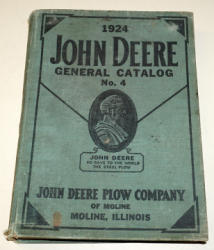 1924
JOHN DEERE
GENERAL CATALOG
No. 4
JOHN DEERE
HE GAVE TO THE WORLD
THE STEEL PLOW
JOHN DEERE PLOW COMPANY
OF MOLINE
MOLINE, ILLINOIS